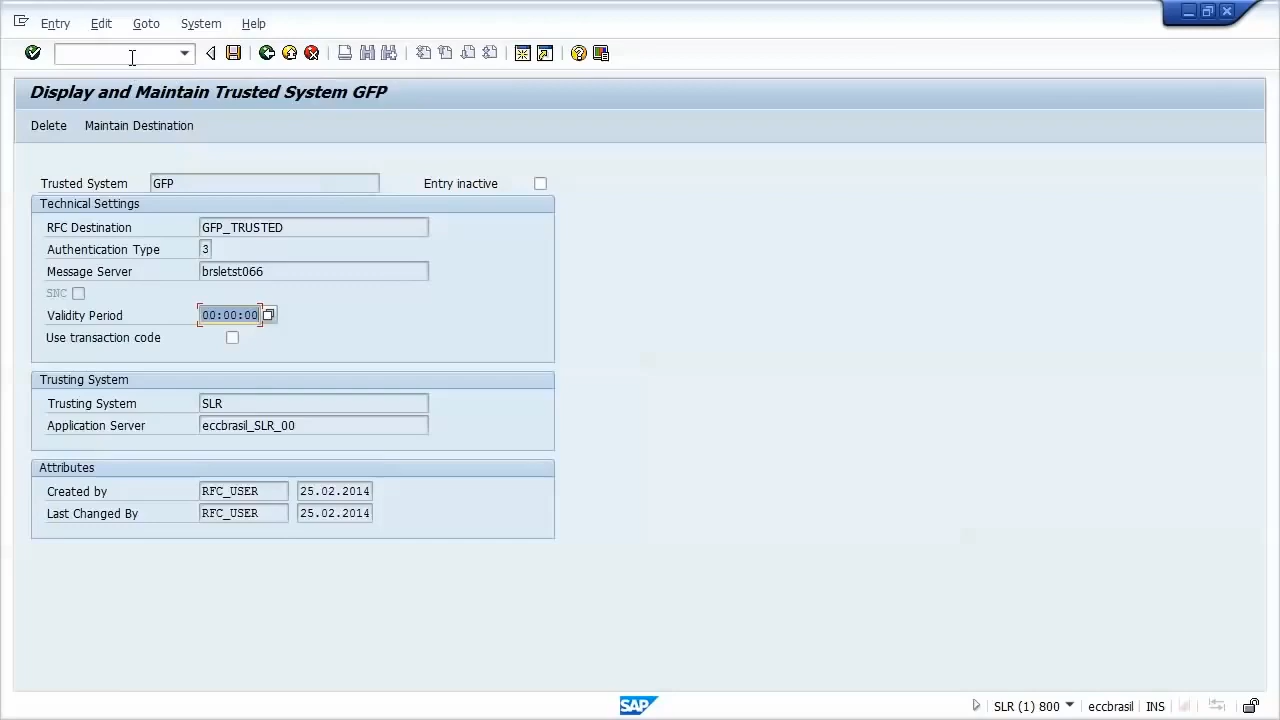 Entry Edit Goto System Help
Display and Maintain Trusted System GFP
Delete Maintain Destination
Trusted System GFP Entry inactive
Technical Settings
RFC Destination GFP_TRUSTED
Authentication Type 3
Message Server brsletst066
SNC
Validity Period 00:00:00
Use transaction code
Trusting System
Trusting System SLR
Application Server eccbrasil_SLR_00
Attributes
Created by RFC_USER 25.02.2014
Last Changed By RFC_USER 25.02.2014
SAP SLR (1) 800 eccbrasil INS